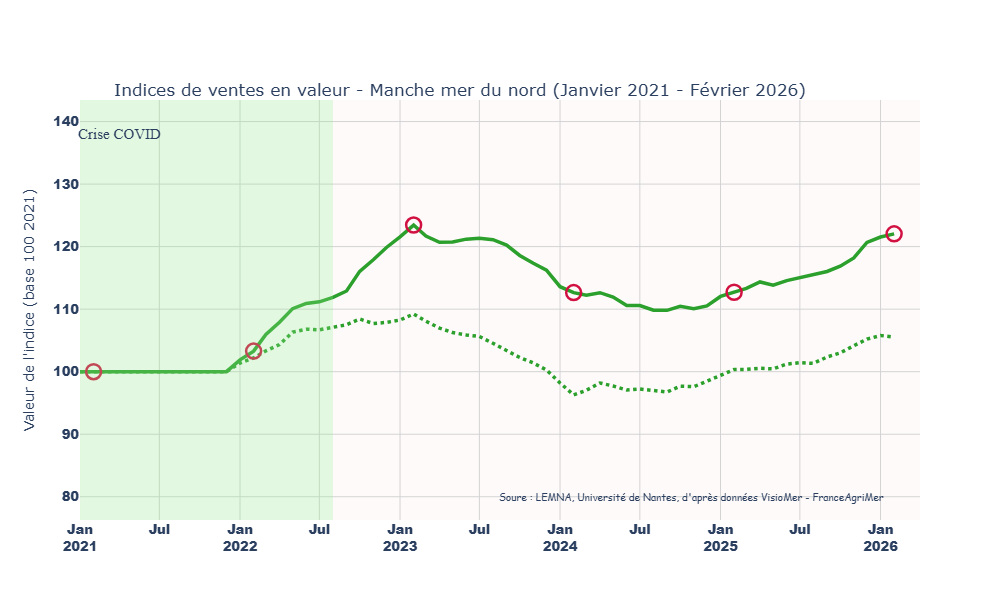 Indices de ventes en valeur - Manche mer du nord (Janvier 2021 - Février 2026)
Valeur de l'indice (base 100 2021)
140
Crise COVID
130
120
110
100
90
80
Soure : LEMNA, Université de Nantes, d'après données VisioMer - FranceAgriMer
Jan Jul Jan Jul Jan Jul Jan Jul Jan Jul Jan
2021 2022 2023 2024 2025 2026